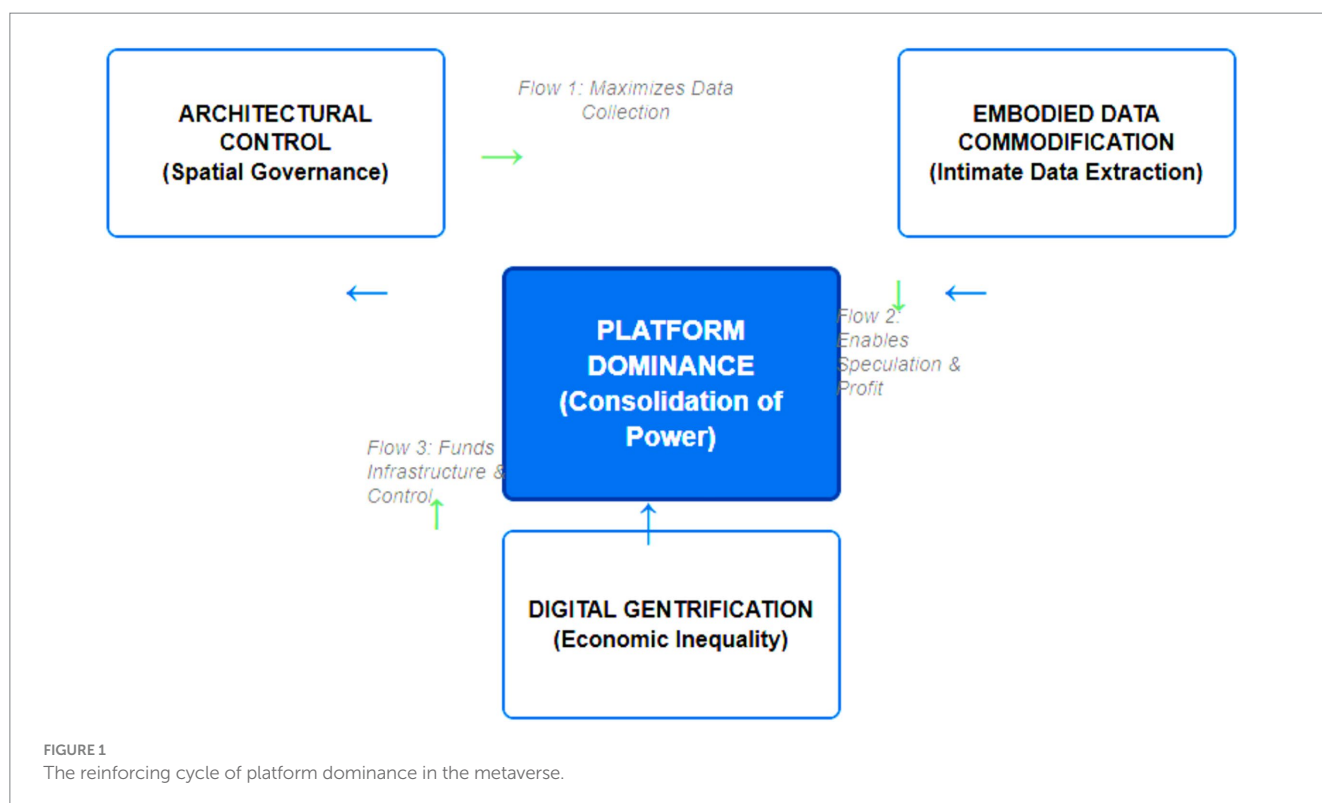 ARCHITECTURAL
CONTROL
(Spatial Governance)
Flow 1: Maximizes Data
Collection
EMBODIED DATA
COMMODIFICATION
(Intimate Data Extraction)
PLATFORM
DOMINANCE
(Consolidation of
Power)
Flow 2:
Enables
Speculation &
Profit
Flow 3: Funds
Infrastructure &
Control
DIGITAL GENTRIFICATION
(Economic Inequality)
FIGURE 1
The reinforcing cycle of platform dominance in the metaverse.